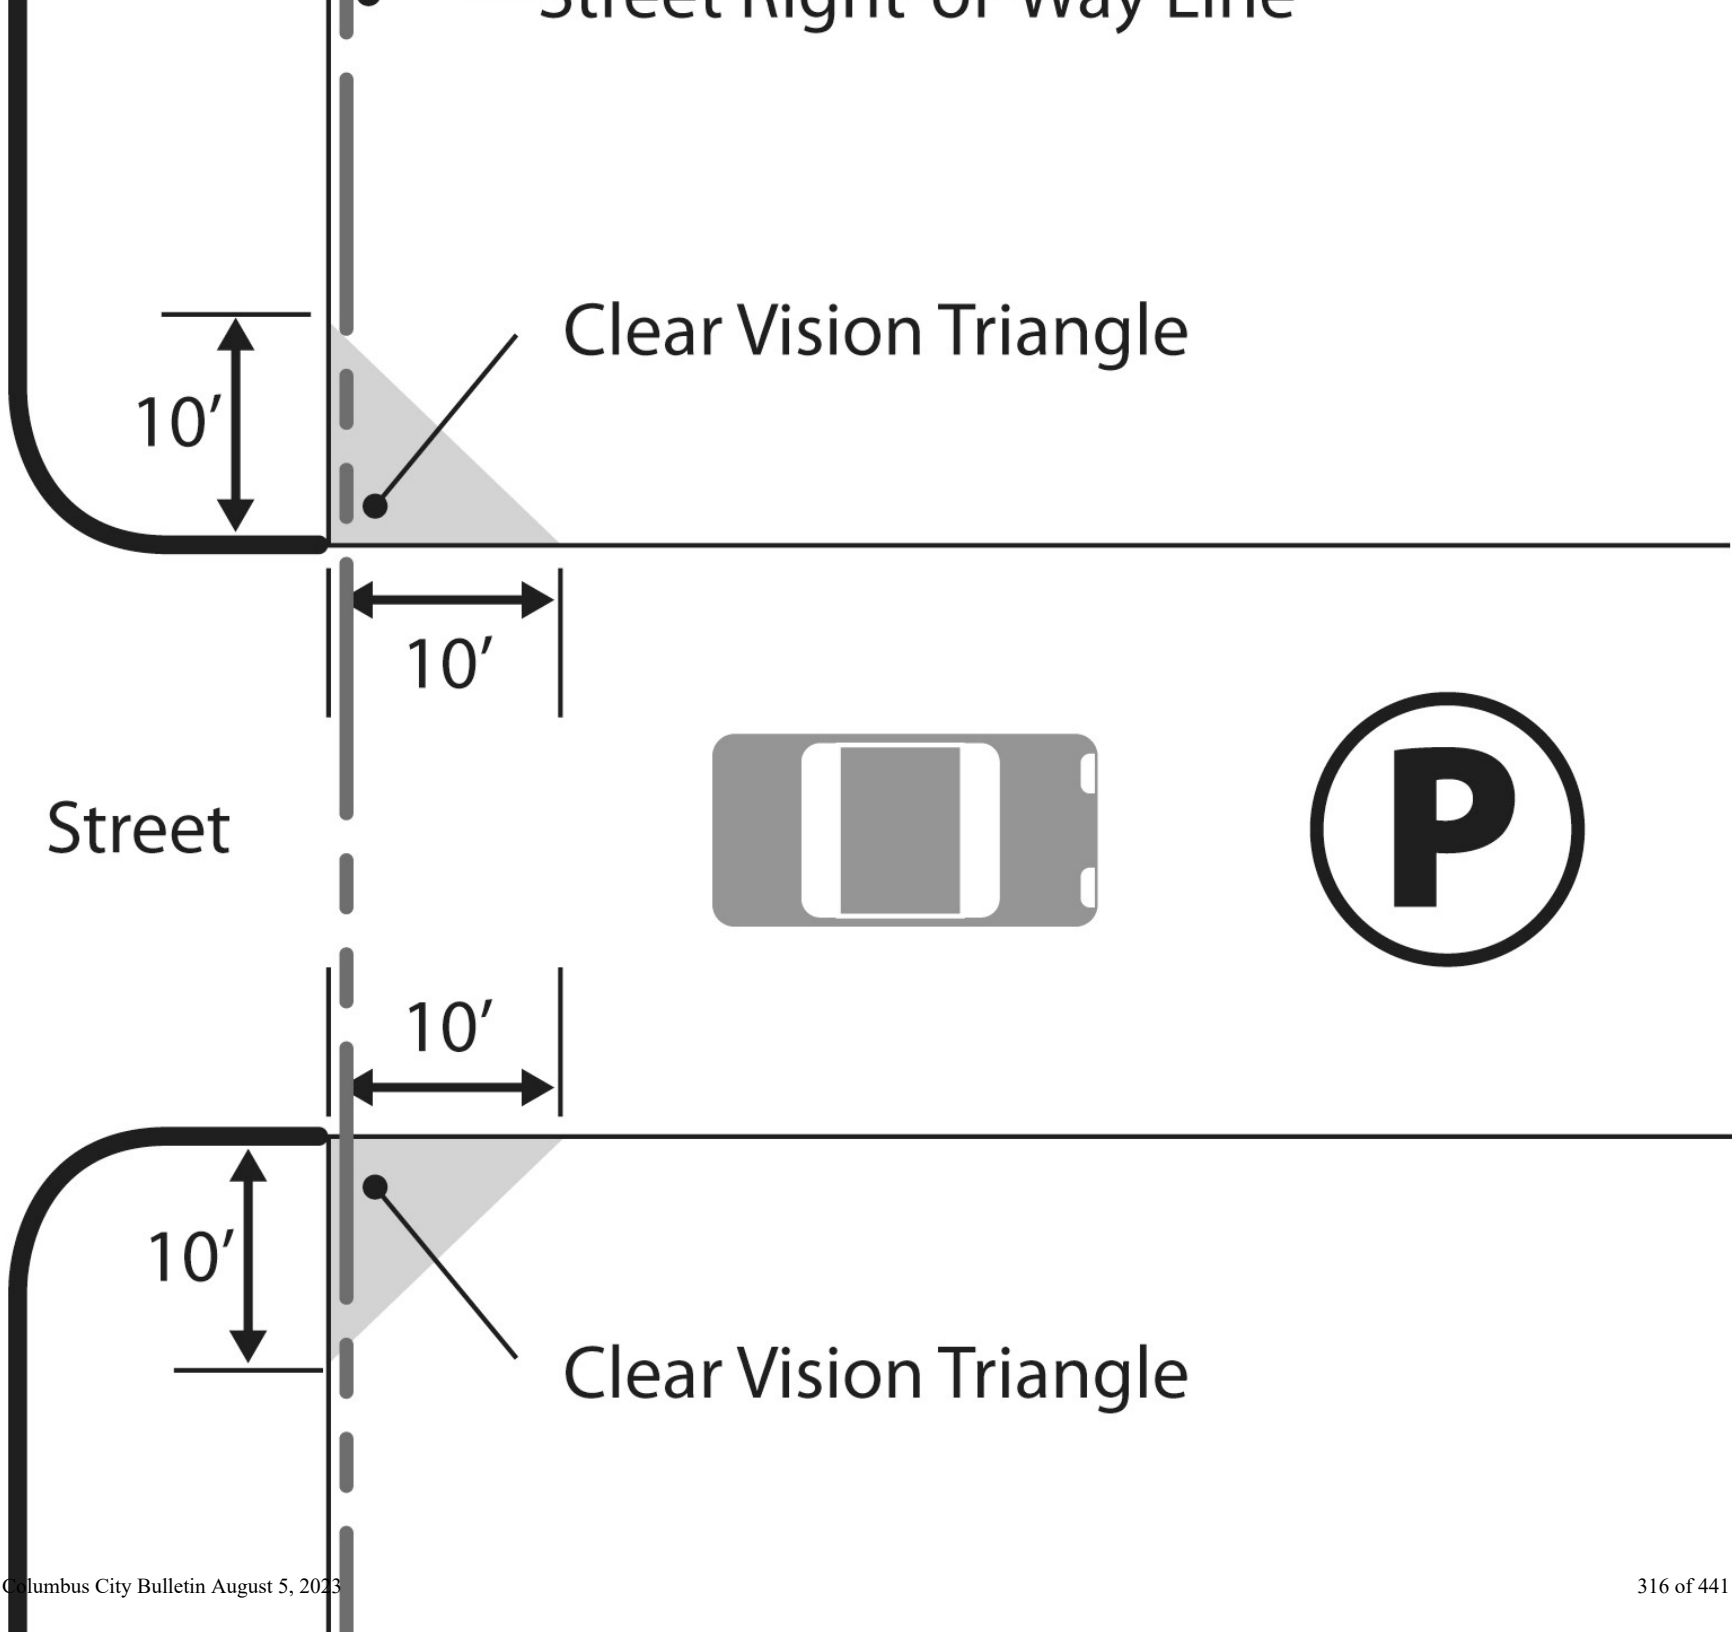 Street Right-of-Way Line
Clear Vision Triangle
10’
10’
Street
P
10’
10’
Clear Vision Triangle
Columbus City Bulletin August 5, 2023
316 of 441